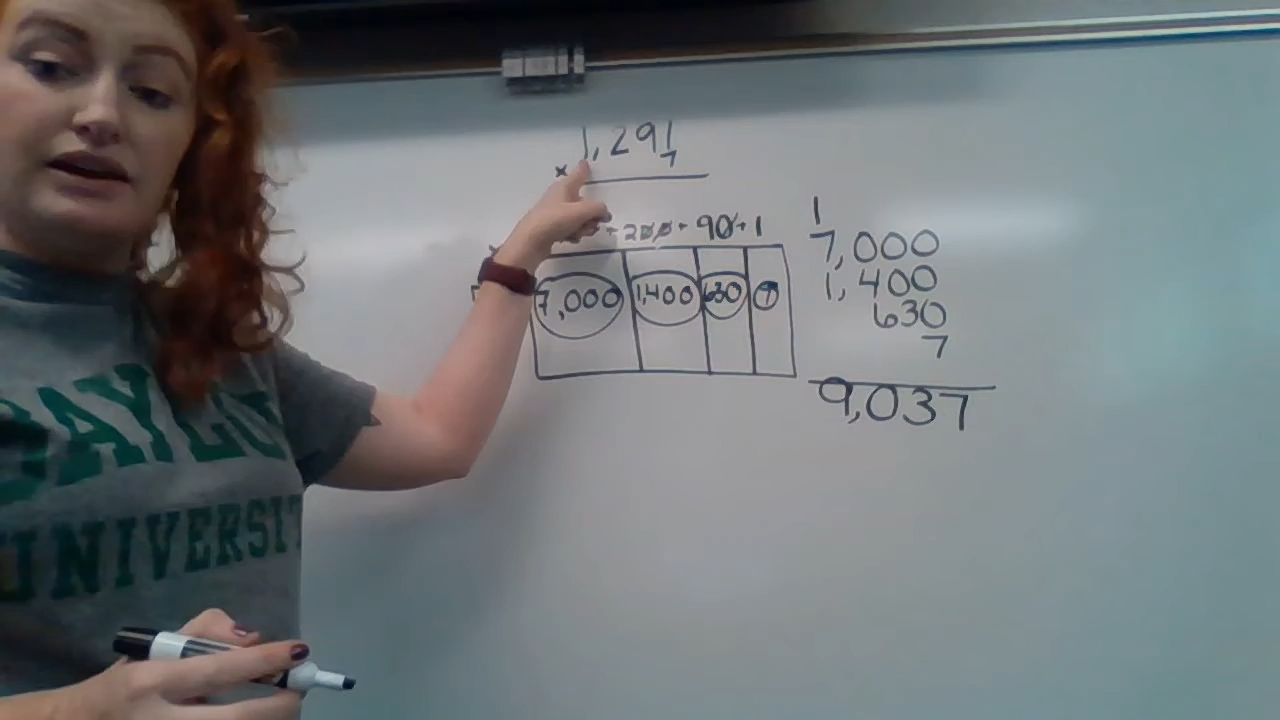 1,291
× 7
+ 200 + 90 + 1
7,000 1,400 630 7
1
7,000
1,400
630
7
9,037
BAYLOR
UNIVERSIT